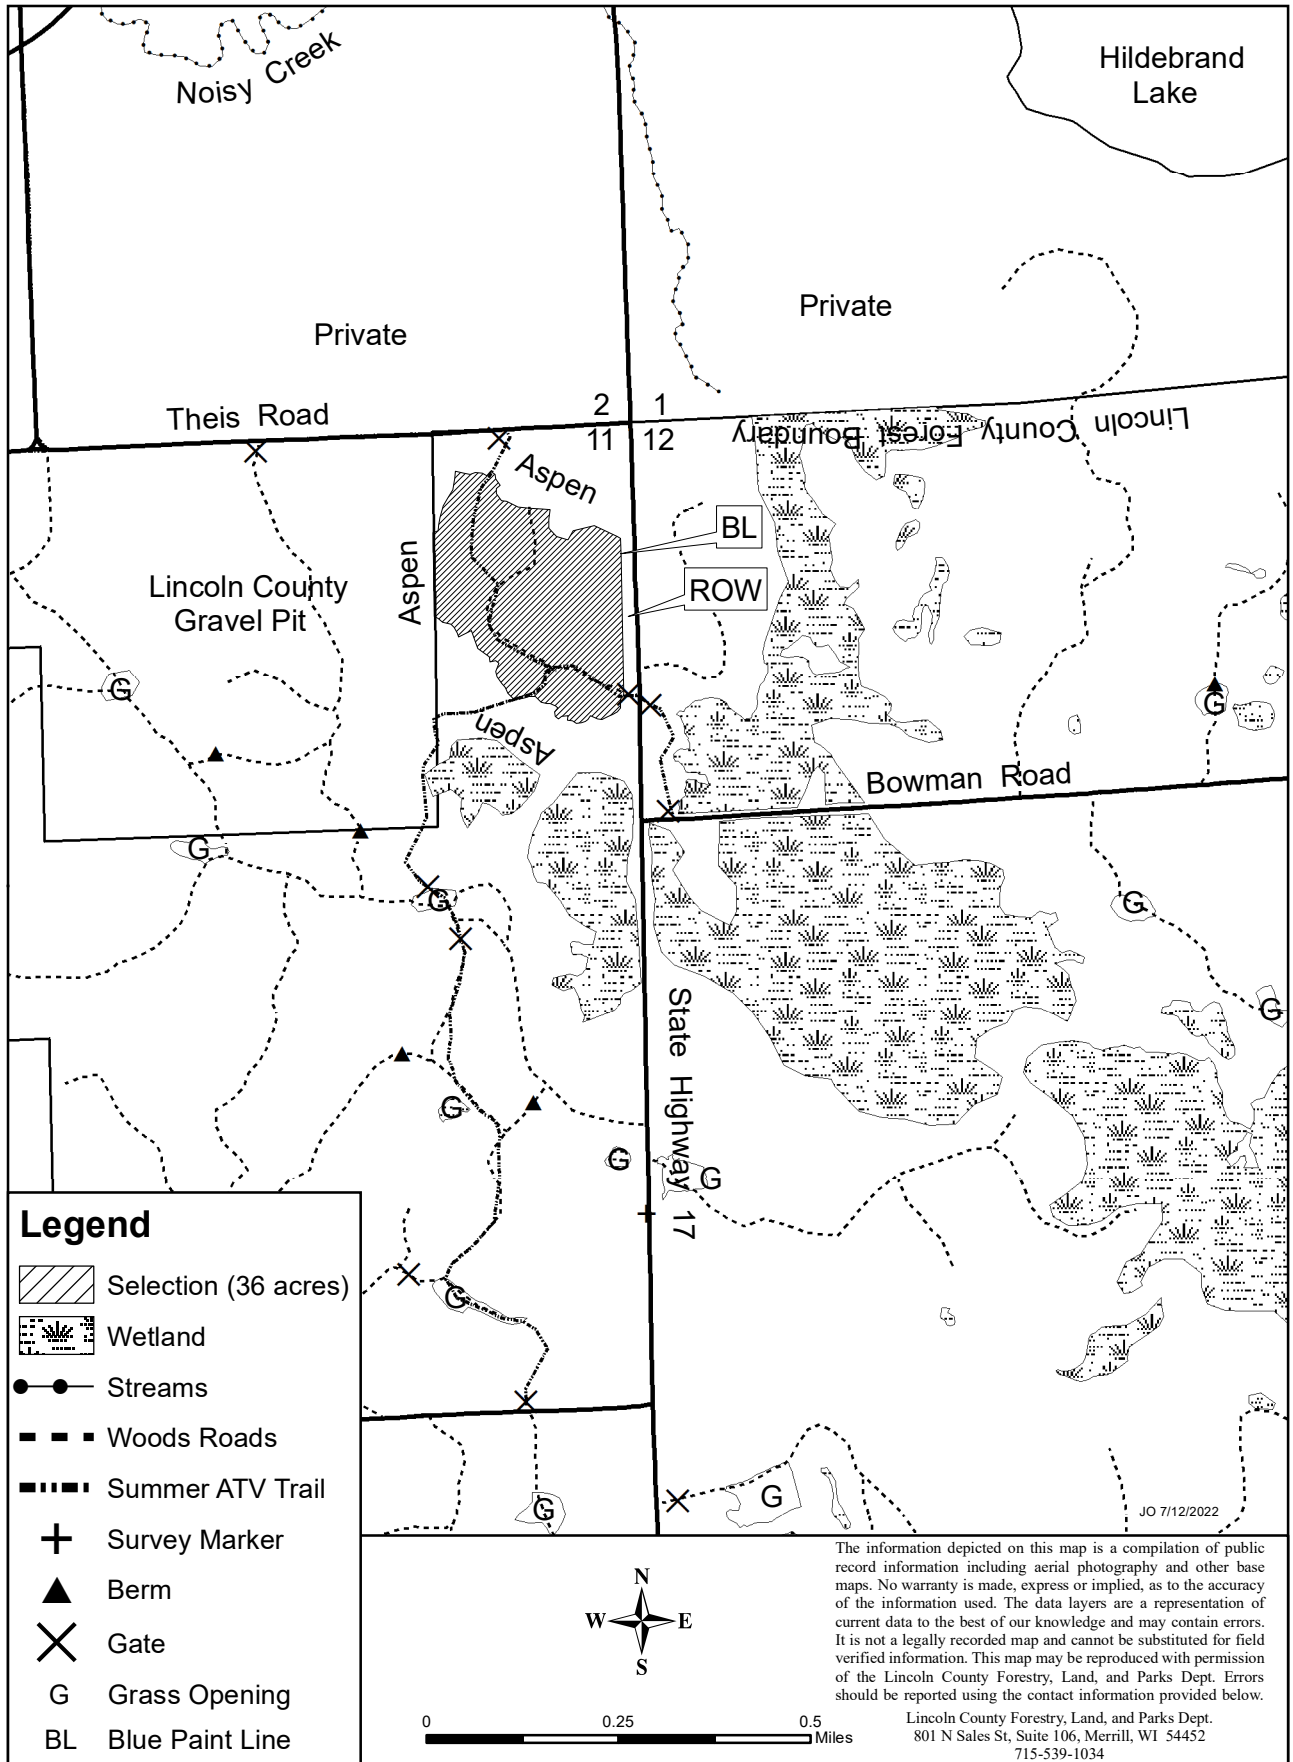 Noisy Creek
Hildebrand
Lake
Private
Private
Theis Road
2
1
11
12
Lincoln County Forest Boundary
Aspen
Aspen
BL
ROW
Lincoln County
Gravel Pit
G
G
Aspen
Bowman Road
G
G
G
G
G
State Highway 17
G
G
G
G
G
G
JO 7/12/2022
Legend
Selection (36 acres)
Wetland
Streams
Woods Roads
Summer ATV Trail
Survey Marker
Berm
Gate
G Grass Opening
BL Blue Paint Line
N
W E
S
0 0.25 0.5
Miles
The information depicted on this map is a compilation of public
record information including aerial photography and other base
maps. No warranty is made, express or implied, as to the accuracy
of the information used. The data layers are a representation of
current data to the best of our knowledge and may contain errors.
It is not a legally recorded map and cannot be substituted for field
verified information. This map may be reproduced with permission
of the Lincoln County Forestry, Land, and Parks Dept. Errors
should be reported using the contact information provided below.
Lincoln County Forestry, Land, and Parks Dept.
801 N Sales St, Suite 106, Merrill, WI 54452
715-539-1034